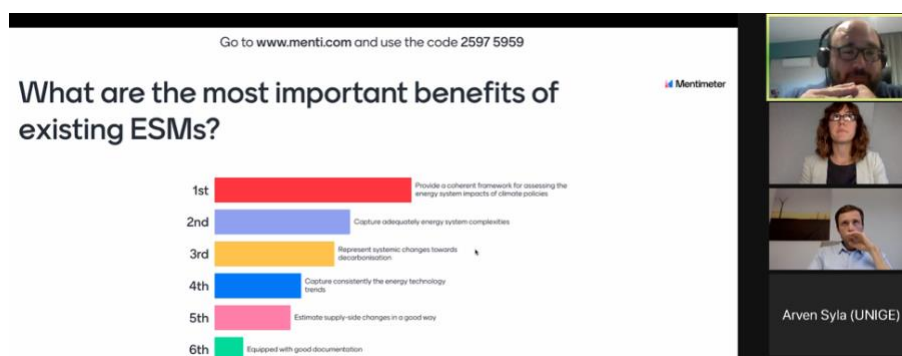 Go to www.menti.com and use the code 2597 5959
What are the most important benefits of
existing ESMs?
Mentimeter
1st
Provide a coherent framework for assessing the
energy system impacts of climate policies
2nd
Capture adequately energy system complexities
3rd
Represent systemic changes towards
decarbonisation
4th
Capture consistently the energy technology
trends
5th
Estimate supply-side changes in a good way
6th
Equipped with good documentation
Arven Syla (UNIGE)